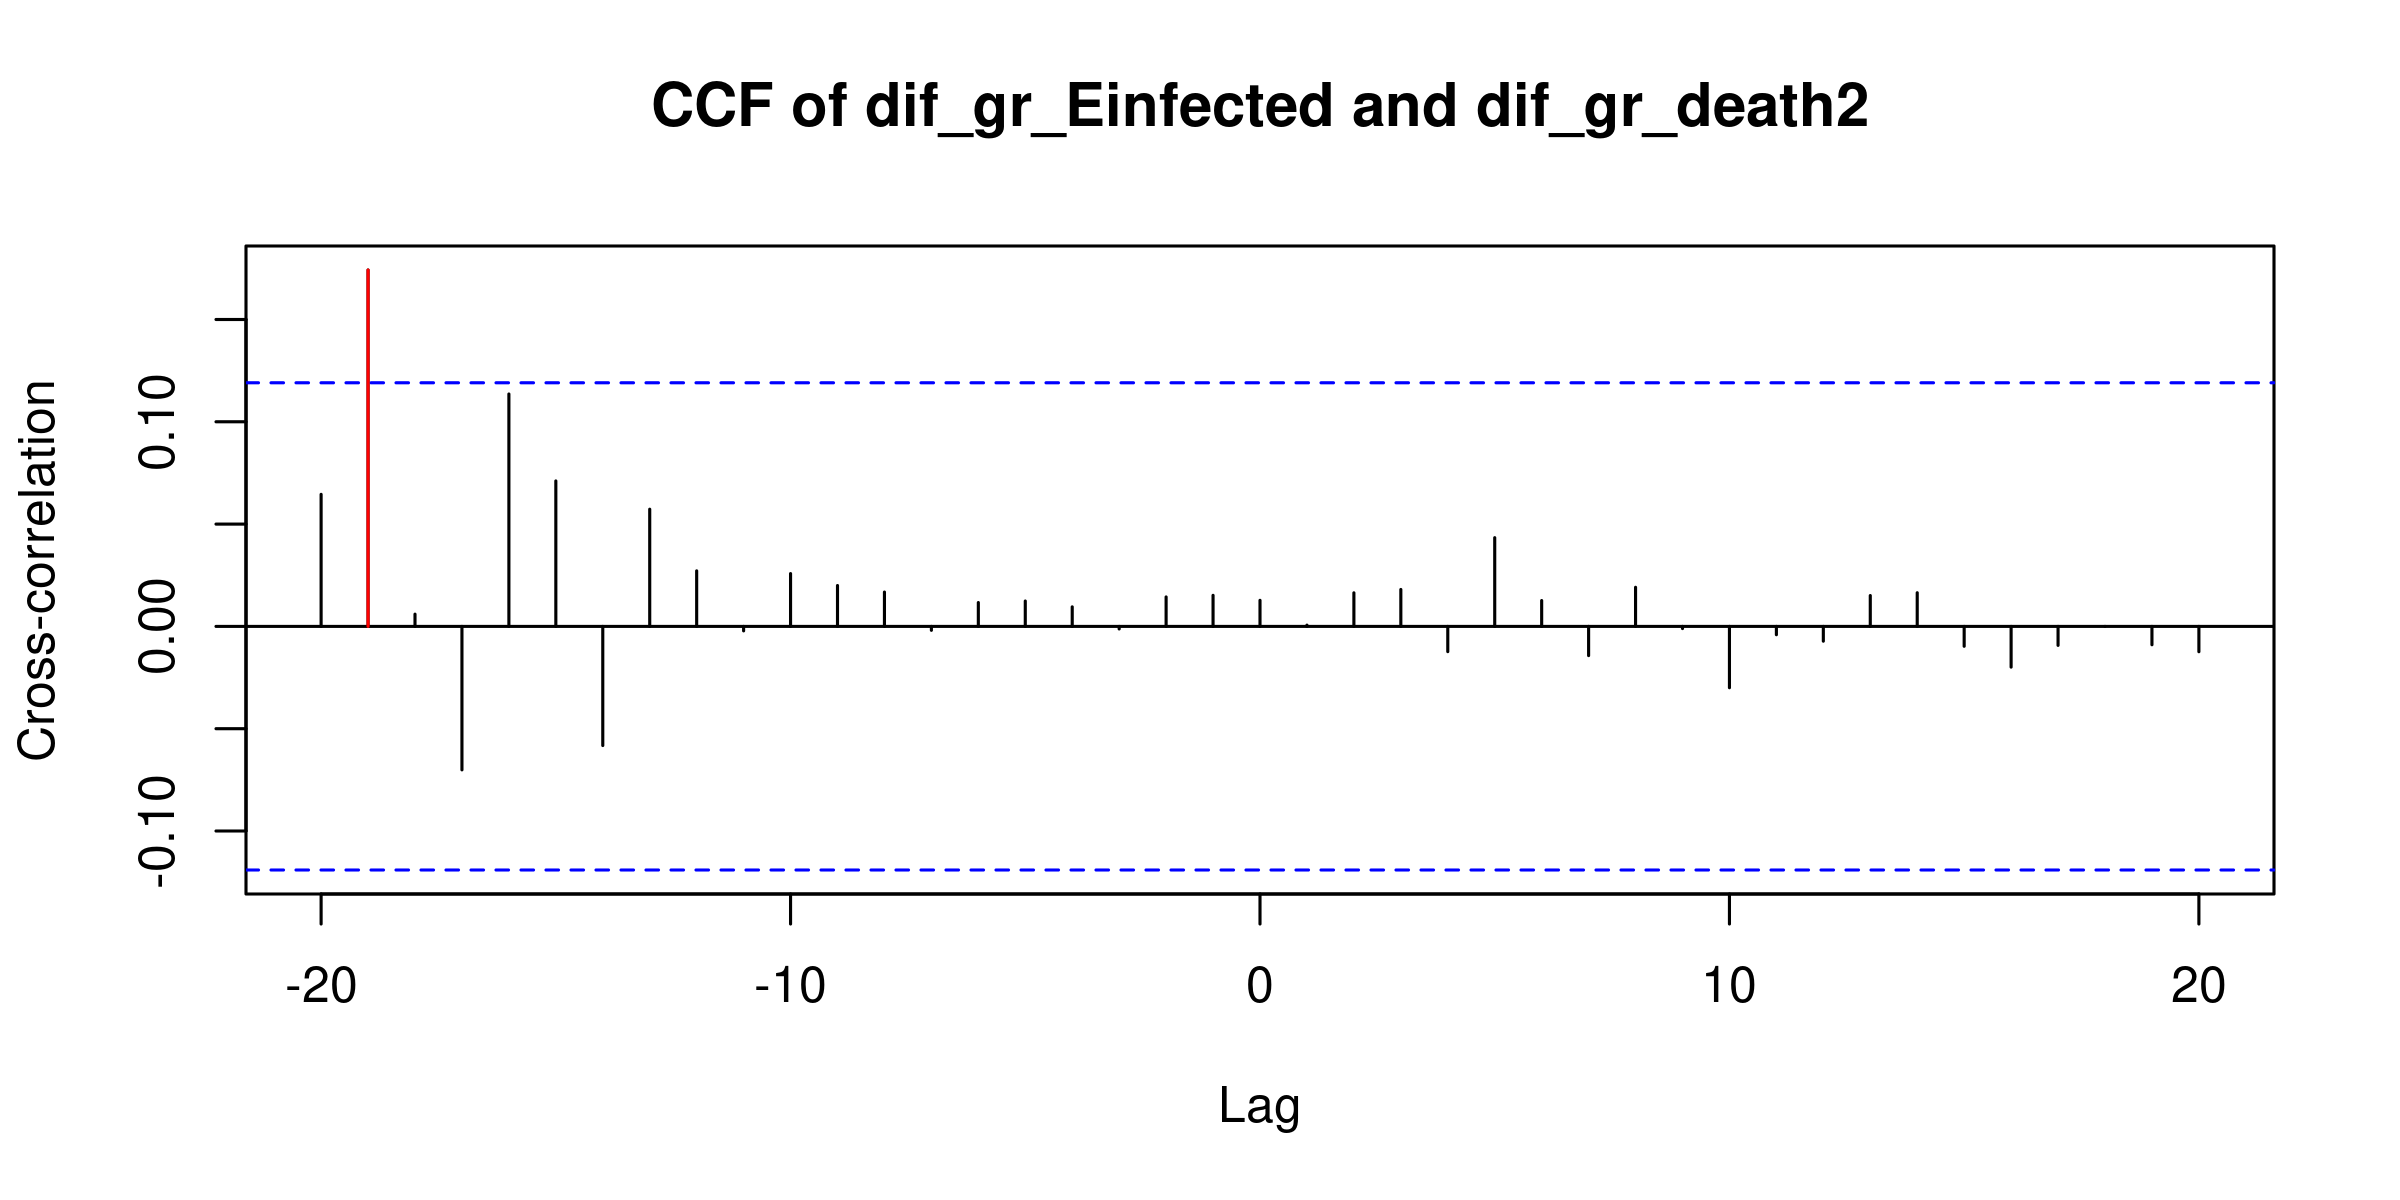 CCF of dif_gr_Einfected and dif_gr_death2
Cross-correlation
0.10
0.00
-0.10
-20 -10 0 10 20
Lag